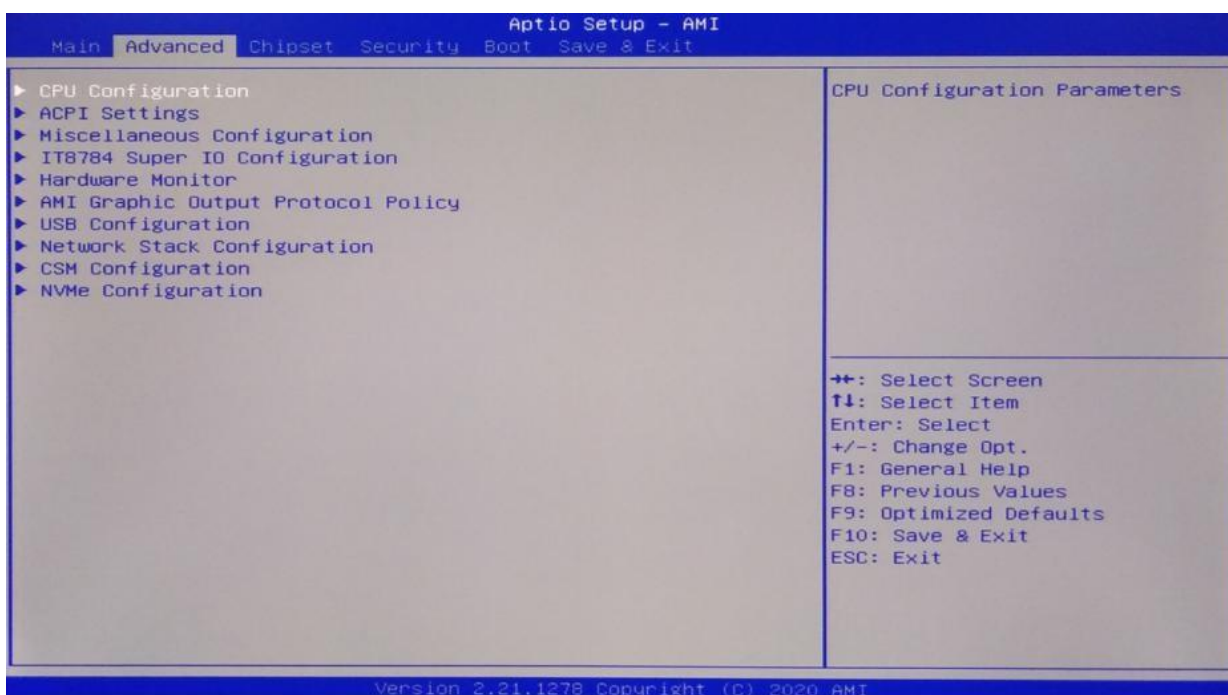 Aptio Setup - AMI
Main Advanced Chipset Security Boot Save & Exit
▶ CPU Configuration
▶ ACPI Settings
▶ Miscellaneous Configuration
▶ IT8784 Super IO Configuration
▶ Hardware Monitor
▶ AMI Graphic Output Protocol Policy
▶ USB Configuration
▶ Network Stack Configuration
▶ CSM Configuration
▶ NVMe Configuration
CPU Configuration Parameters
→←: Select Screen
↑↓: Select Item
Enter: Select
+/-: Change Opt.
F1: General Help
F8: Previous Values
F9: Optimized Defaults
F10: Save & Exit
ESC: Exit
Version 2.21.1278 Copyright (C) 2020 AMI